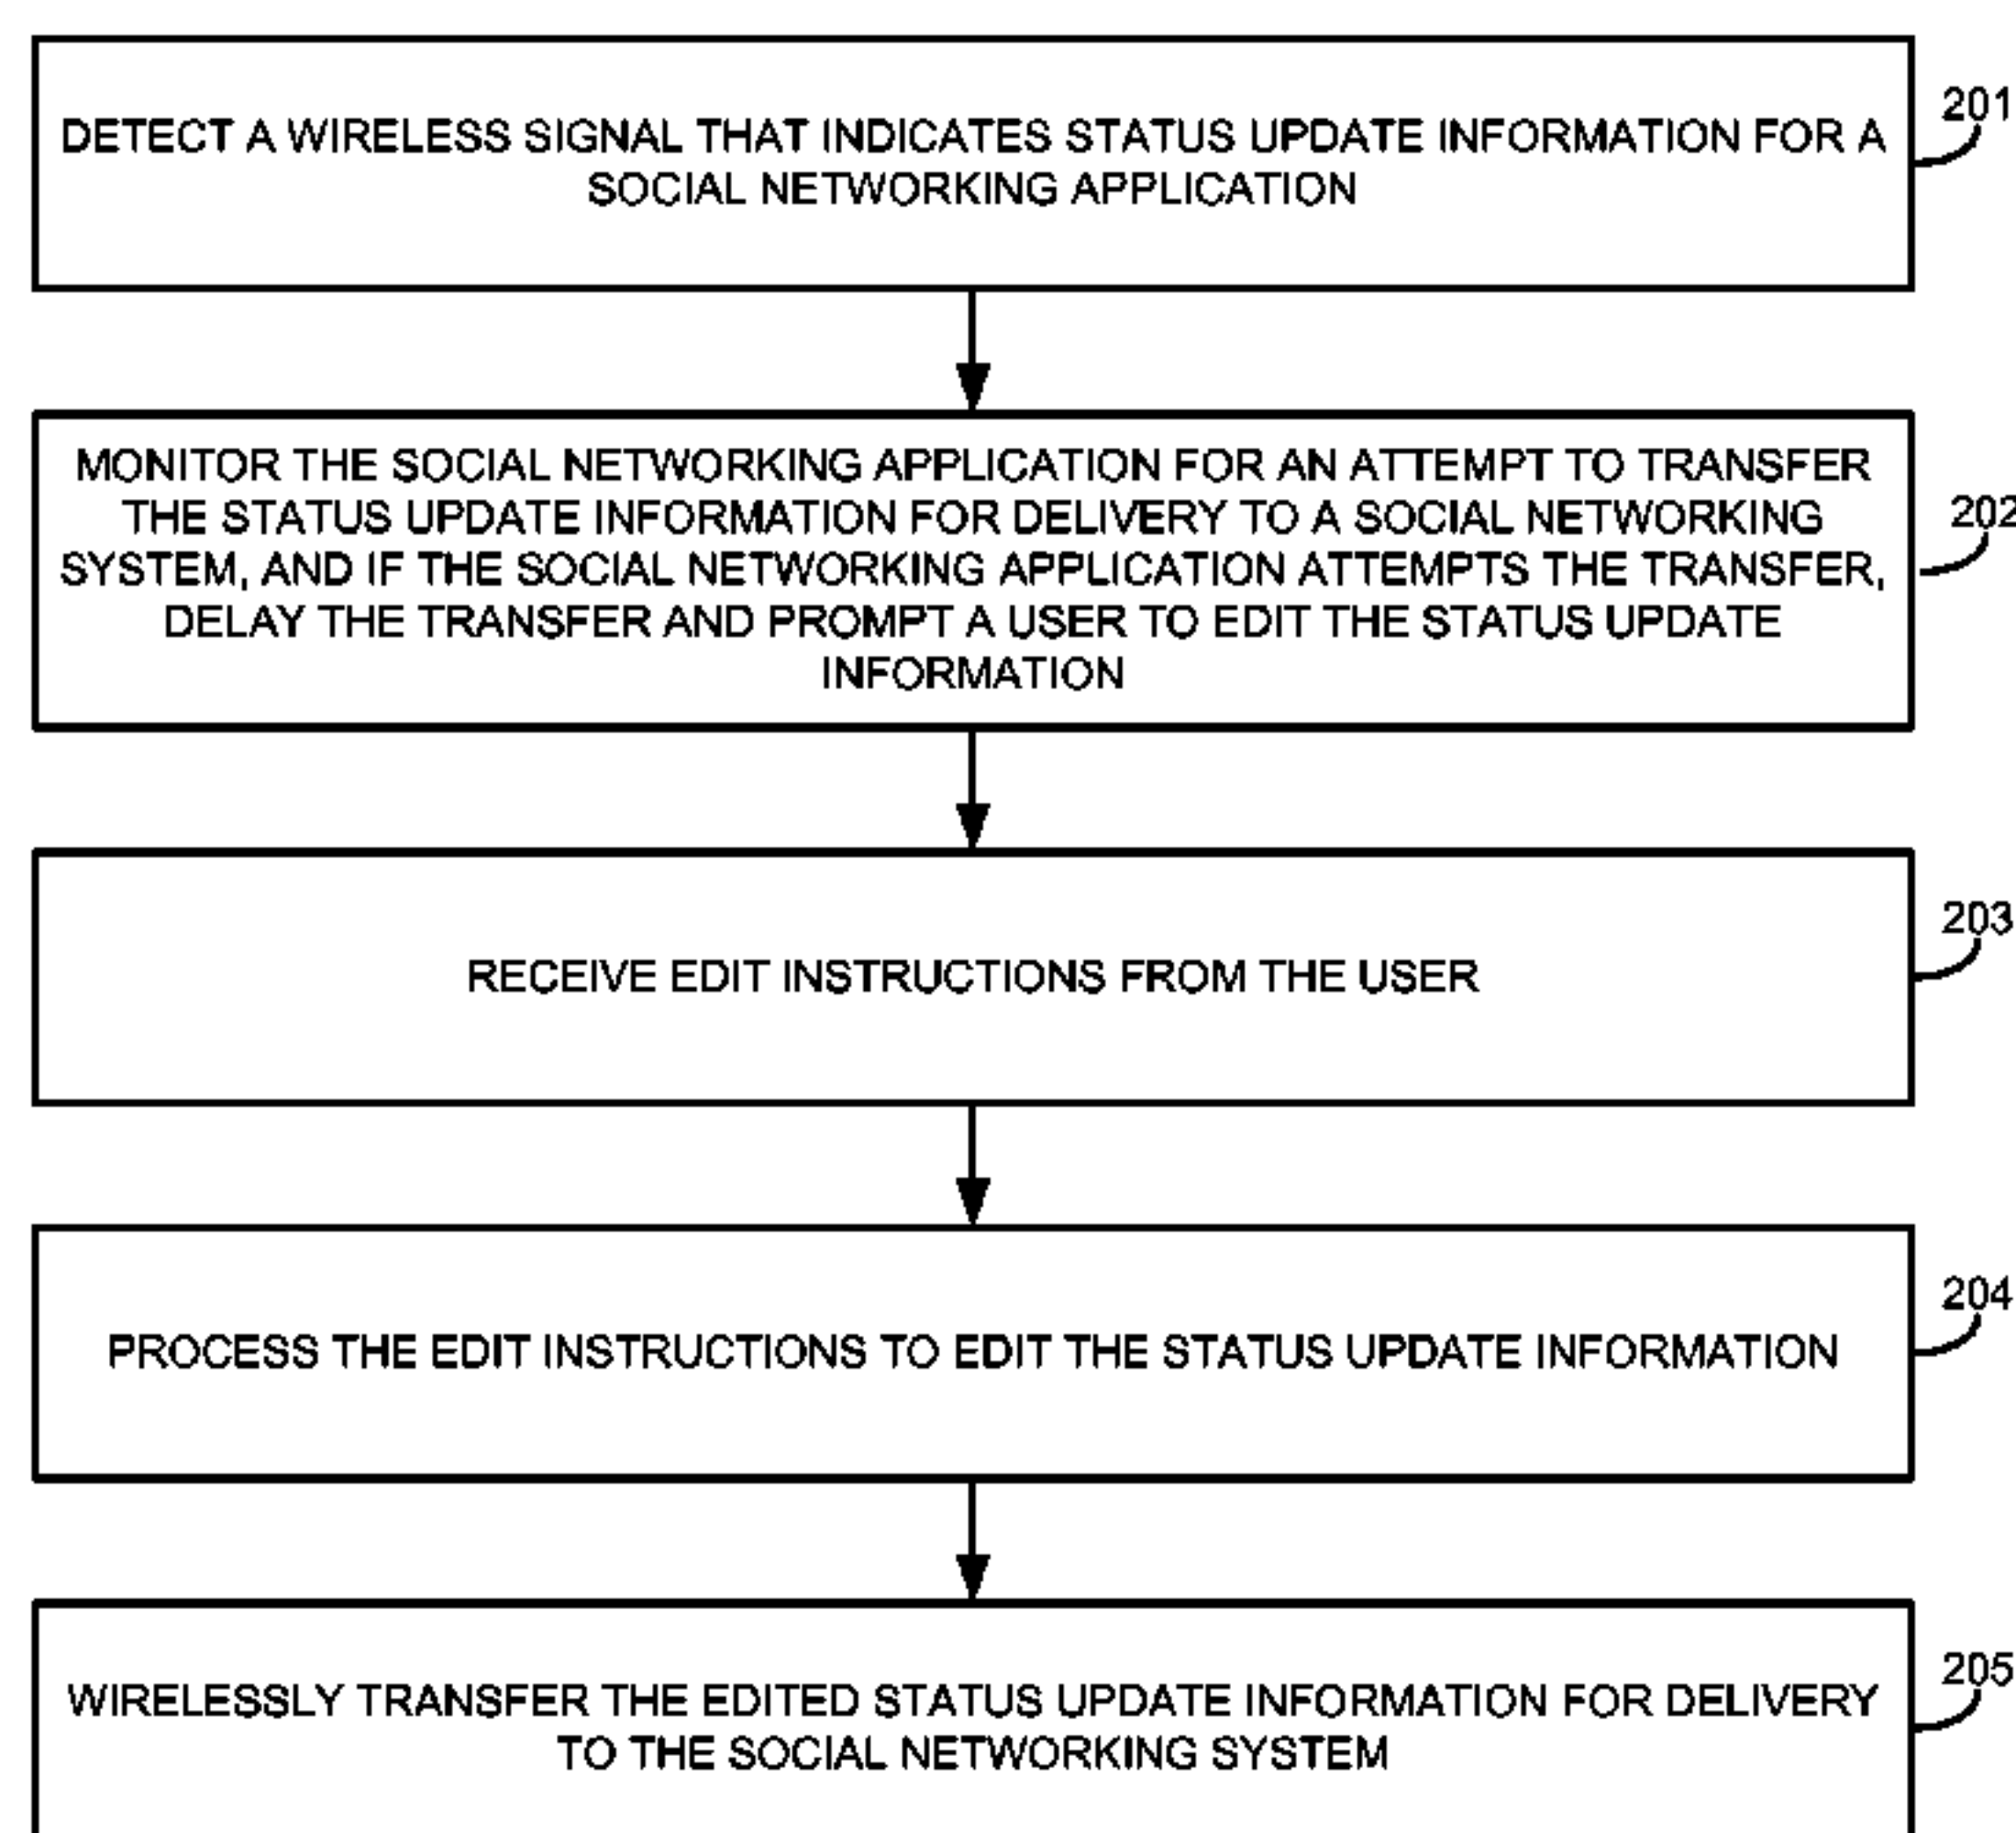 201
DETECT A WIRELESS SIGNAL THAT INDICATES STATUS UPDATE INFORMATION FOR A
SOCIAL NETWORKING APPLICATION
202
MONITOR THE SOCIAL NETWORKING APPLICATION FOR AN ATTEMPT TO TRANSFER
THE STATUS UPDATE INFORMATION FOR DELIVERY TO A SOCIAL NETWORKING
SYSTEM, AND IF THE SOCIAL NETWORKING APPLICATION ATTEMPTS THE TRANSFER,
DELAY THE TRANSFER AND PROMPT A USER TO EDIT THE STATUS UPDATE
INFORMATION
203
RECEIVE EDIT INSTRUCTIONS FROM THE USER
204
PROCESS THE EDIT INSTRUCTIONS TO EDIT THE STATUS UPDATE INFORMATION
205
WIRELESSLY TRANSFER THE EDITED STATUS UPDATE INFORMATION FOR DELIVERY
TO THE SOCIAL NETWORKING SYSTEM